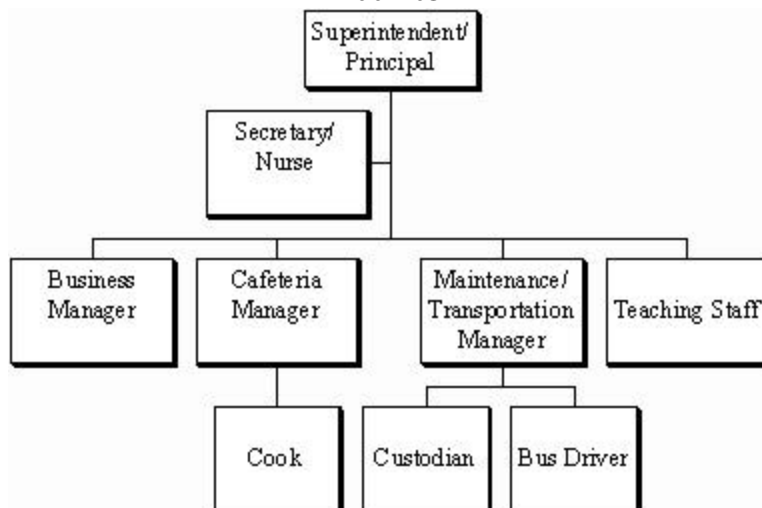 Superintendent/
Principal
Secretary/
Nurse
Business
Manager
Cafeteria
Manager
Maintenance/
Transportation
Manager
Teaching Staff
Cook
Custodian
Bus Driver